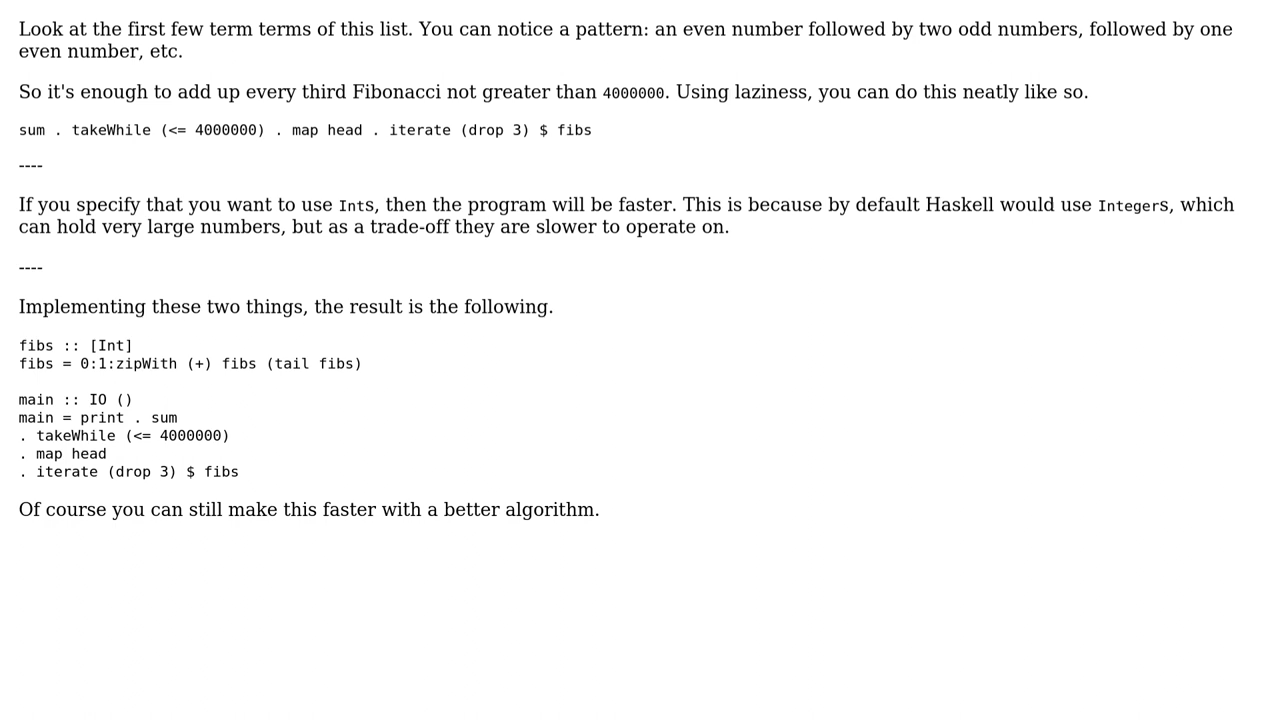 Look at the first few term terms of this list. You can notice a pattern: an even number followed by two odd numbers, followed by one
even number, etc.
So it's enough to add up every third Fibonacci not greater than 4000000. Using laziness, you can do this neatly like so.
sum . takeWhile (<= 4000000) . map head . iterate (drop 3) $ fibs
----
If you specify that you want to use Ints, then the program will be faster. This is because by default Haskell would use Integers, which
can hold very large numbers, but as a trade-off they are slower to operate on.
----
Implementing these two things, the result is the following.
fibs :: [Int]
fibs = 0:1:zipWith (+) fibs (tail fibs)
main :: IO ()
main = print . sum
. takeWhile (<= 4000000)
. map head
. iterate (drop 3) $ fibs
Of course you can still make this faster with a better algorithm.